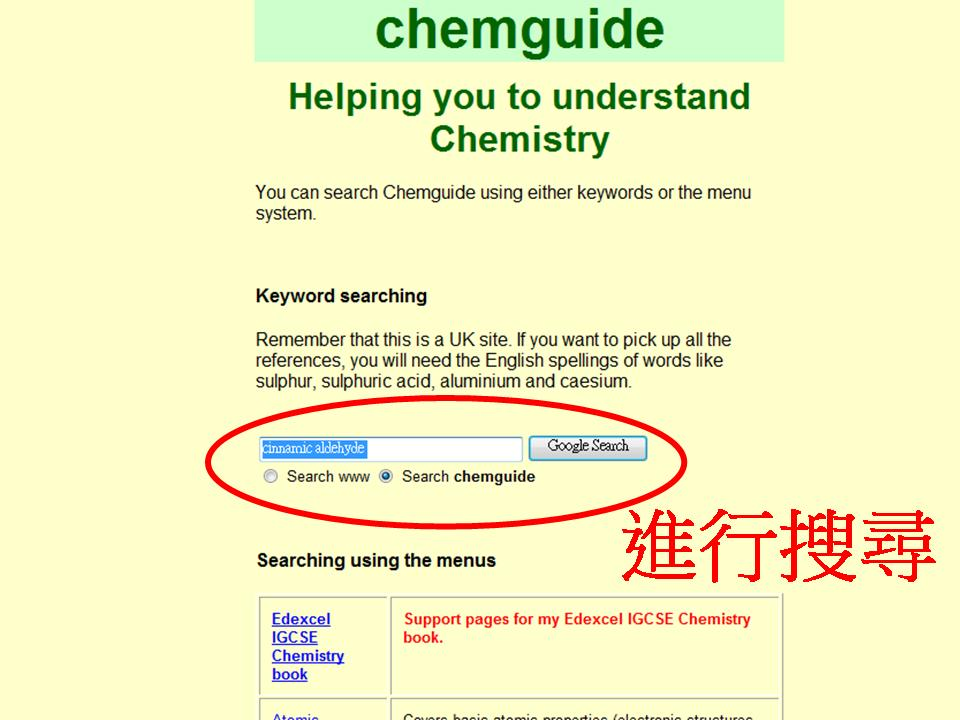 chemguide
Helping you to understand
Chemistry
You can search Chemguide using either keywords or the menu
system.
Keyword searching
Remember that this is a UK site. If you want to pick up all the
references, you will need the English spellings of words like
sulphur, sulphuric acid, aluminium and caesium.
cinnamic aldehyde Google Search
Search www Search chemguide
進行搜尋
Searching using the menus
Edexcel Support pages for my Edexcel IGCSE Chemistry
IGCSE book.
Chemistry
book
Atomic Covers basic atomic properties (electronic structures